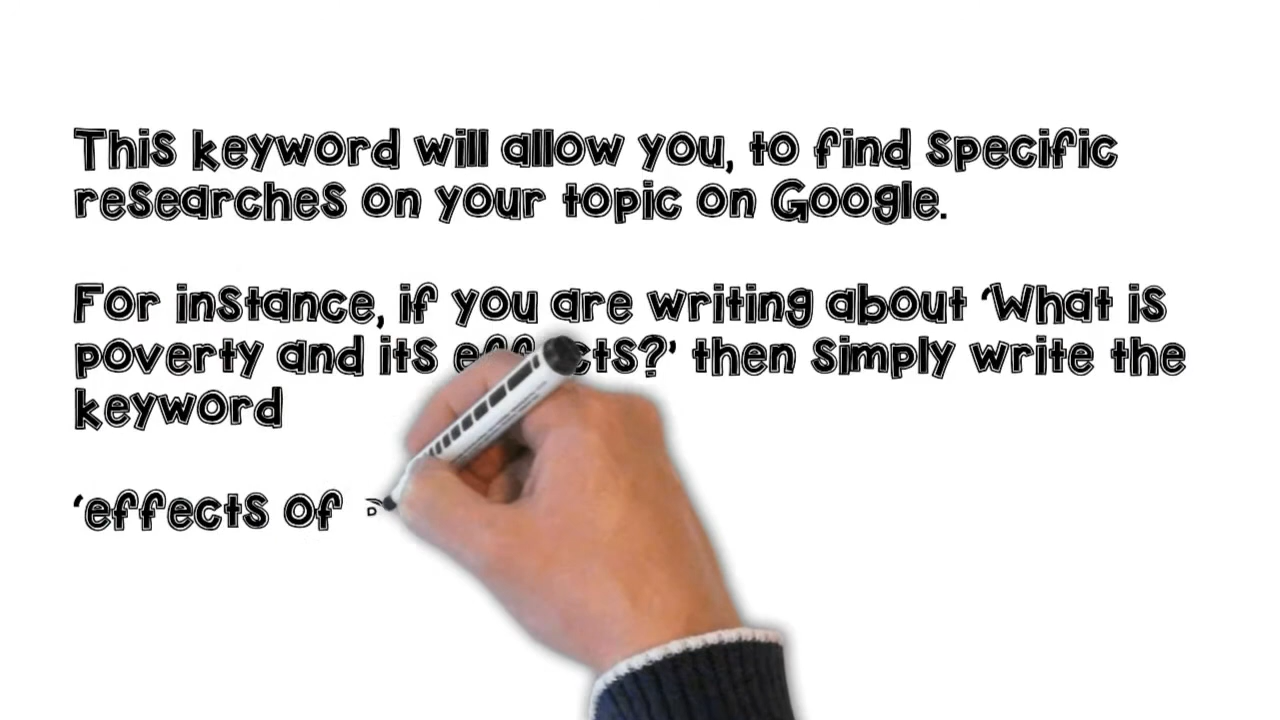 This keyword will allow you, to find specific
researches on your topic on Google.
For instance, if you are writing about ‘What is
poverty and its effects?’ then simply write the
keyword
‘effects of